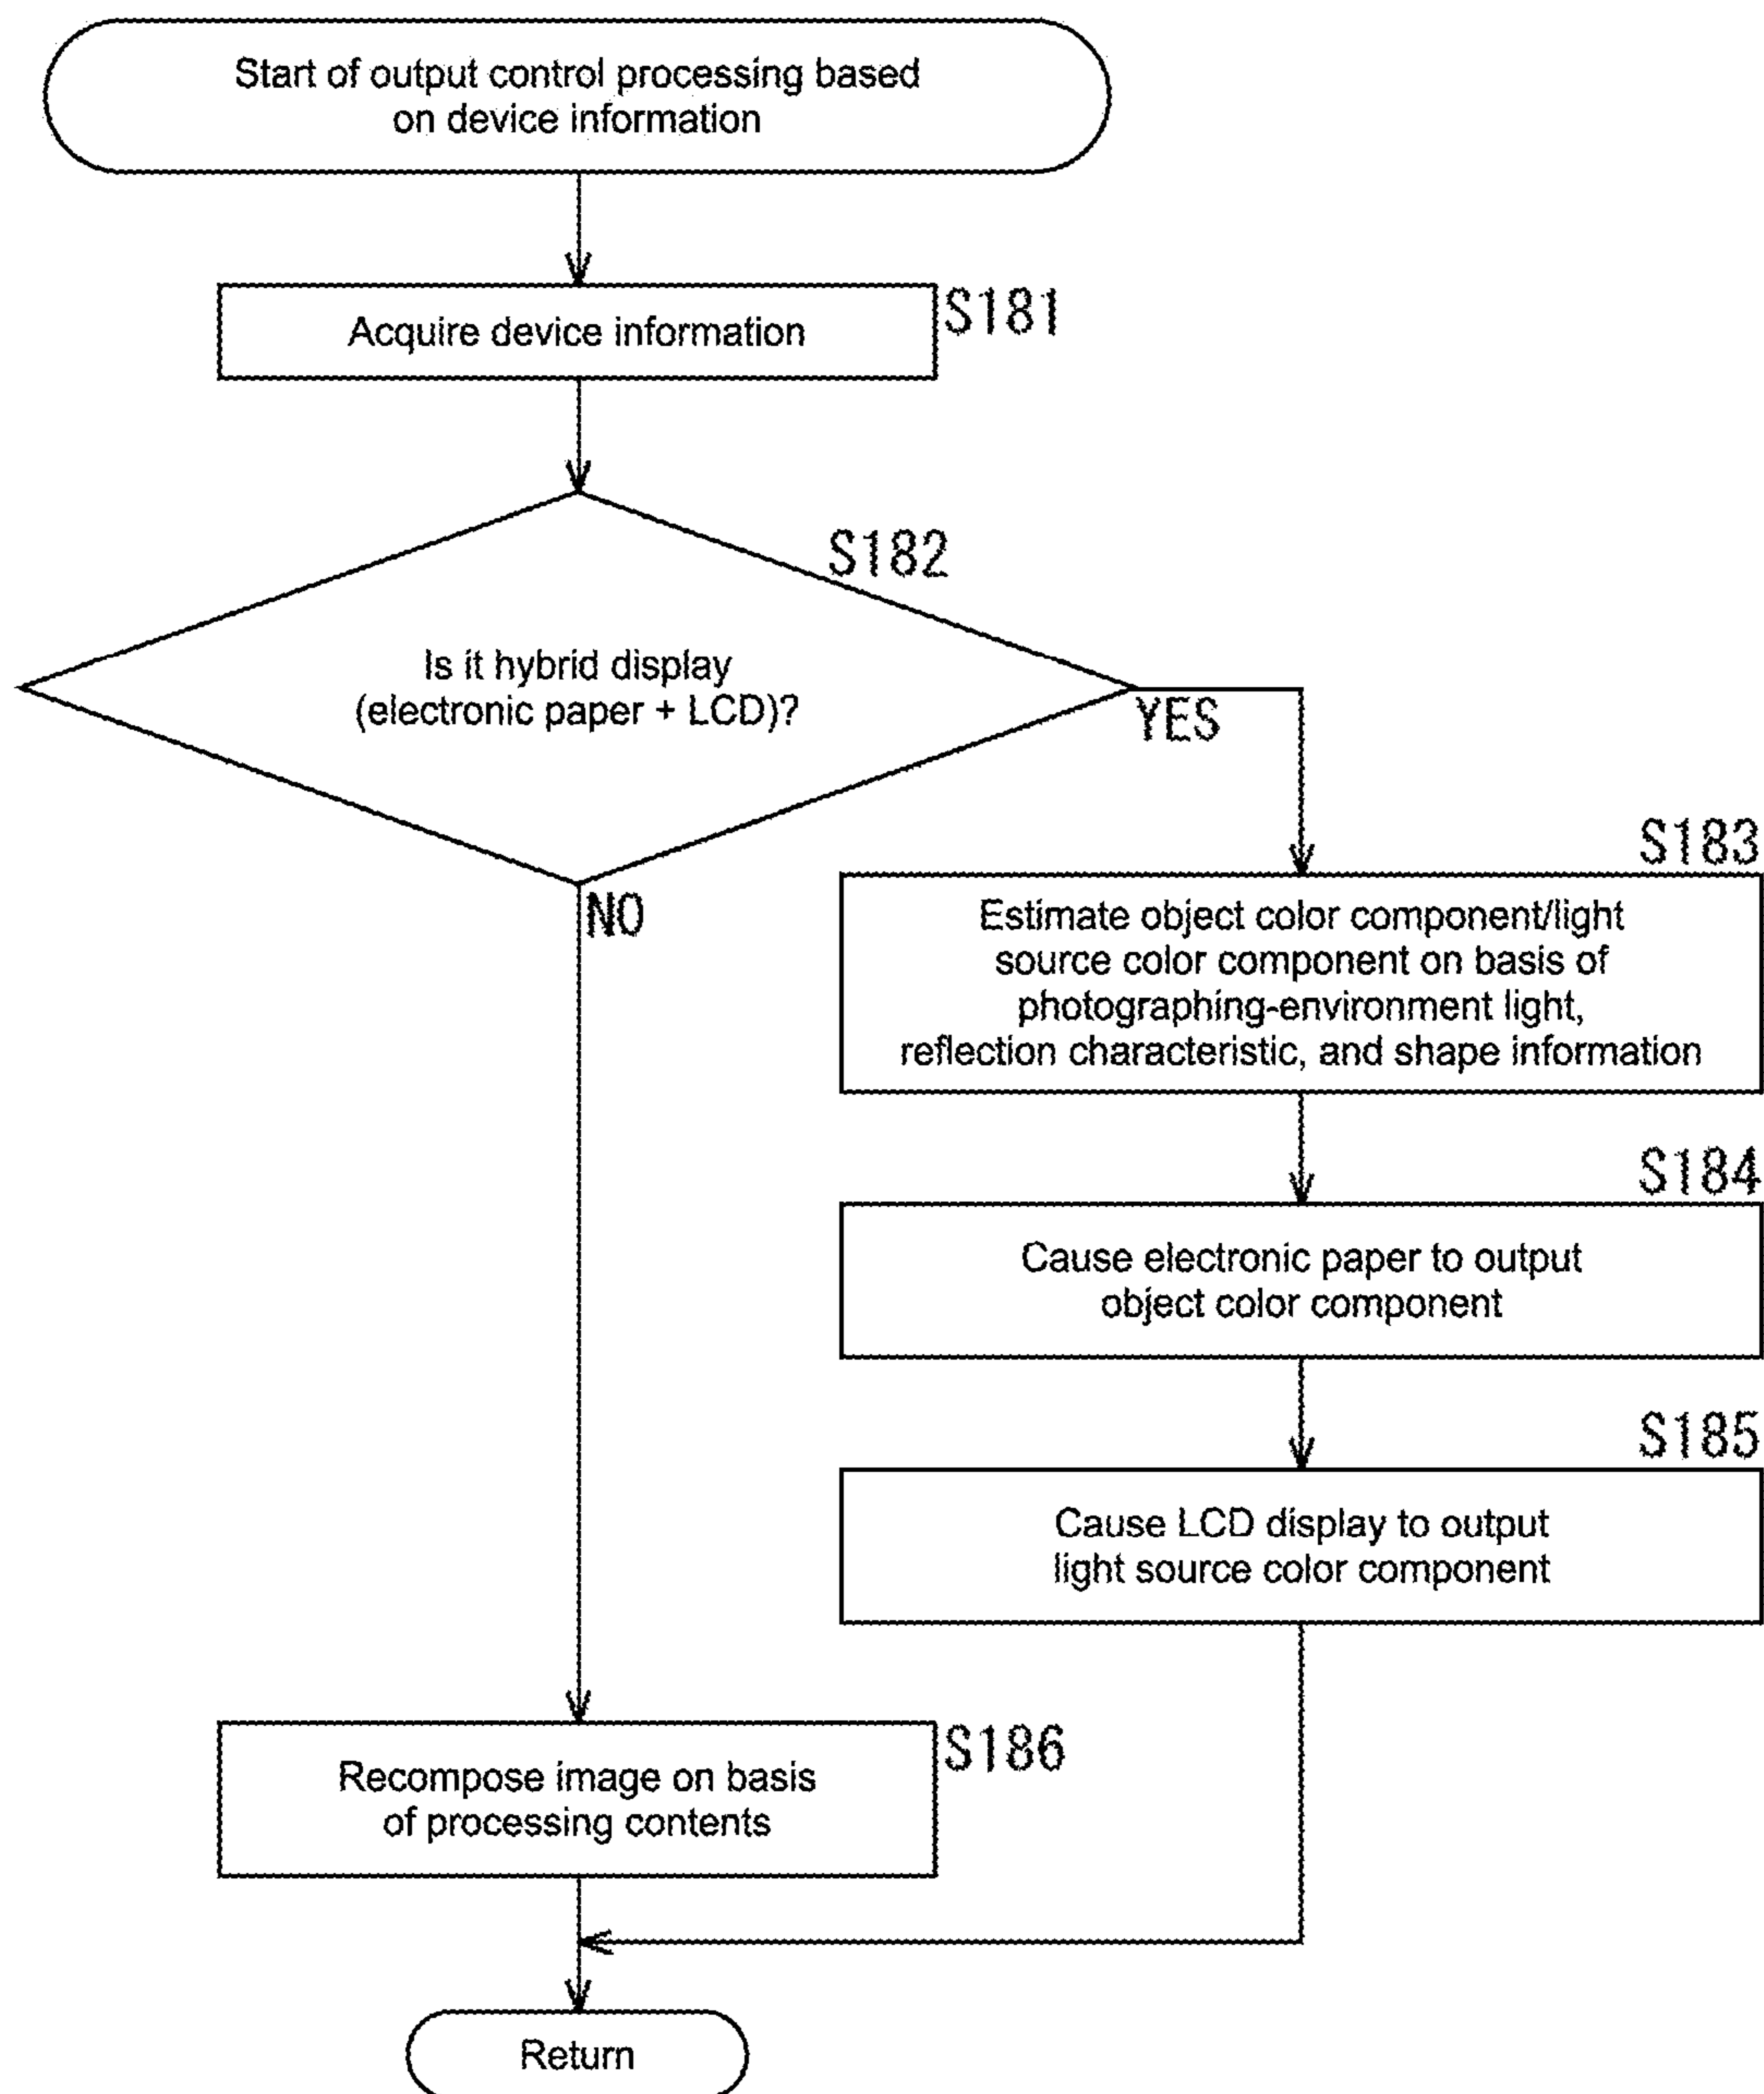 Start of output control processing based
on device information
S181
Acquire device information
S182
Is it hybrid display
(electronic paper + LCD)?
YES
NO
S183
Estimate object color component/light
source color component on basis of
photographing-environment light,
reflection characteristic, and shape information
S184
Cause electronic paper to output
object color component
S185
Cause LCD display to output
light source color component
S186
Recompose image on basis
of processing contents
Return